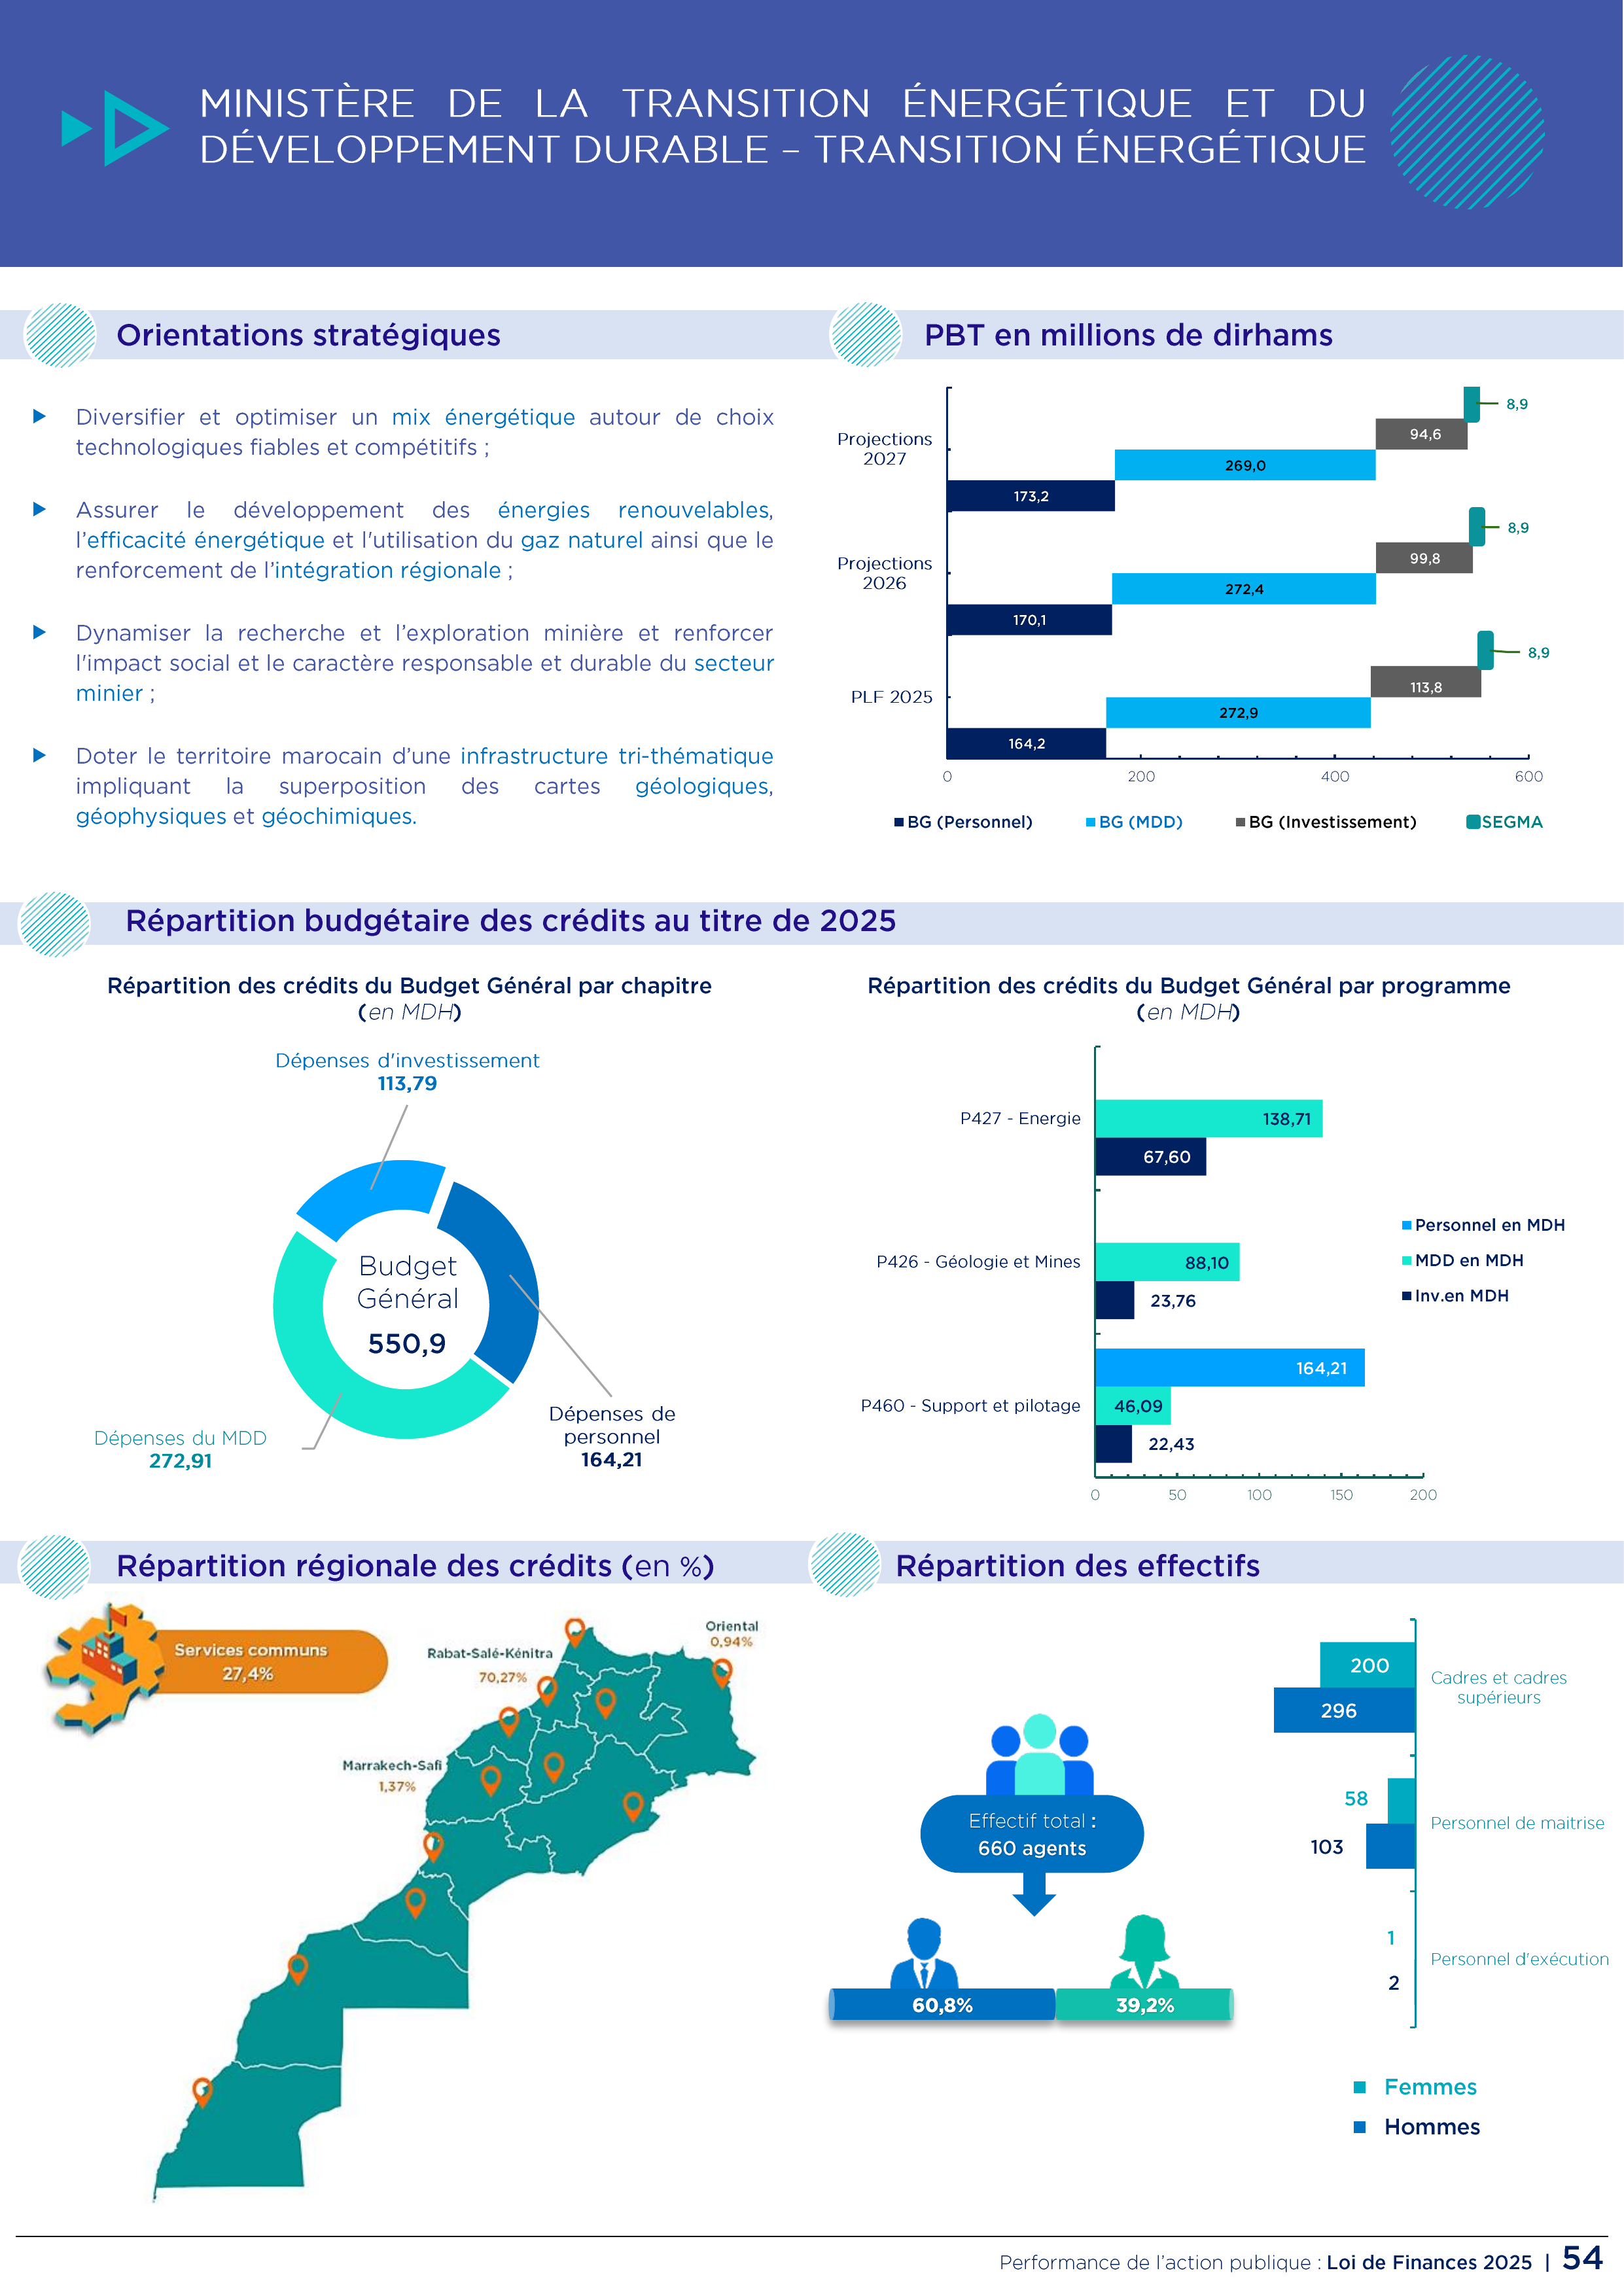 MINISTÈRE DE LA TRANSITION ÉNERGÉTIQUE ET DU
DÉVELOPPEMENT DURABLE – TRANSITION ÉNERGÉTIQUE
Orientations stratégiques
Diversifier et optimiser un mix énergétique autour de choix
technologiques fiables et compétitifs ;
Assurer le développement des énergies renouvelables,
l’efficacité énergétique et l'utilisation du gaz naturel ainsi que le
renforcement de l’intégration régionale ;
Dynamiser la recherche et l’exploration minière et renforcer
l'impact social et le caractère responsable et durable du secteur
minier ;
Doter le territoire marocain d’une infrastructure tri-thématique
impliquant la superposition des cartes géologiques,
géophysiques et géochimiques.
PBT en millions de dirhams
8,9
94,6
Projections
2027
269,0
173,2
8,9
99,8
Projections
2026
272,4
170,1
8,9
113,8
PLF 2025
272,9
164,2
0 200 400 600
BG (Personnel) BG (MDD) BG (Investissement) SEGMA
Répartition budgétaire des crédits au titre de 2025
Répartition des crédits du Budget Général par chapitre
(en MDH)
Dépenses d'investissement
113,79
Budget
Général
550,9
Dépenses de
personnel
164,21
Dépenses du MDD
272,91
Répartition des crédits du Budget Général par programme
(en MDH)
P427 - Energie
138,71
67,60
P426 - Géologie et Mines
88,10
23,76
P460 - Support et pilotage
164,21
46,09
22,43
0 50 100 150 200
Personnel en MDH
MDD en MDH
Inv.en MDH
Répartition régionale des crédits (en %)
Services communs
27,4%
Oriental
0,94%
Rabat-Salé-Kénitra
70,27%
Marrakech-Safi
1,37%
Répartition des effectifs
Effectif total :
660 agents
60,8%
39,2%
200
296
Cadres et cadres
supérieurs
58
103
Personnel de maitrise
1
2
Personnel d'exécution
Femmes
Hommes
Performance de l’action publique : Loi de Finances 2025 | 54